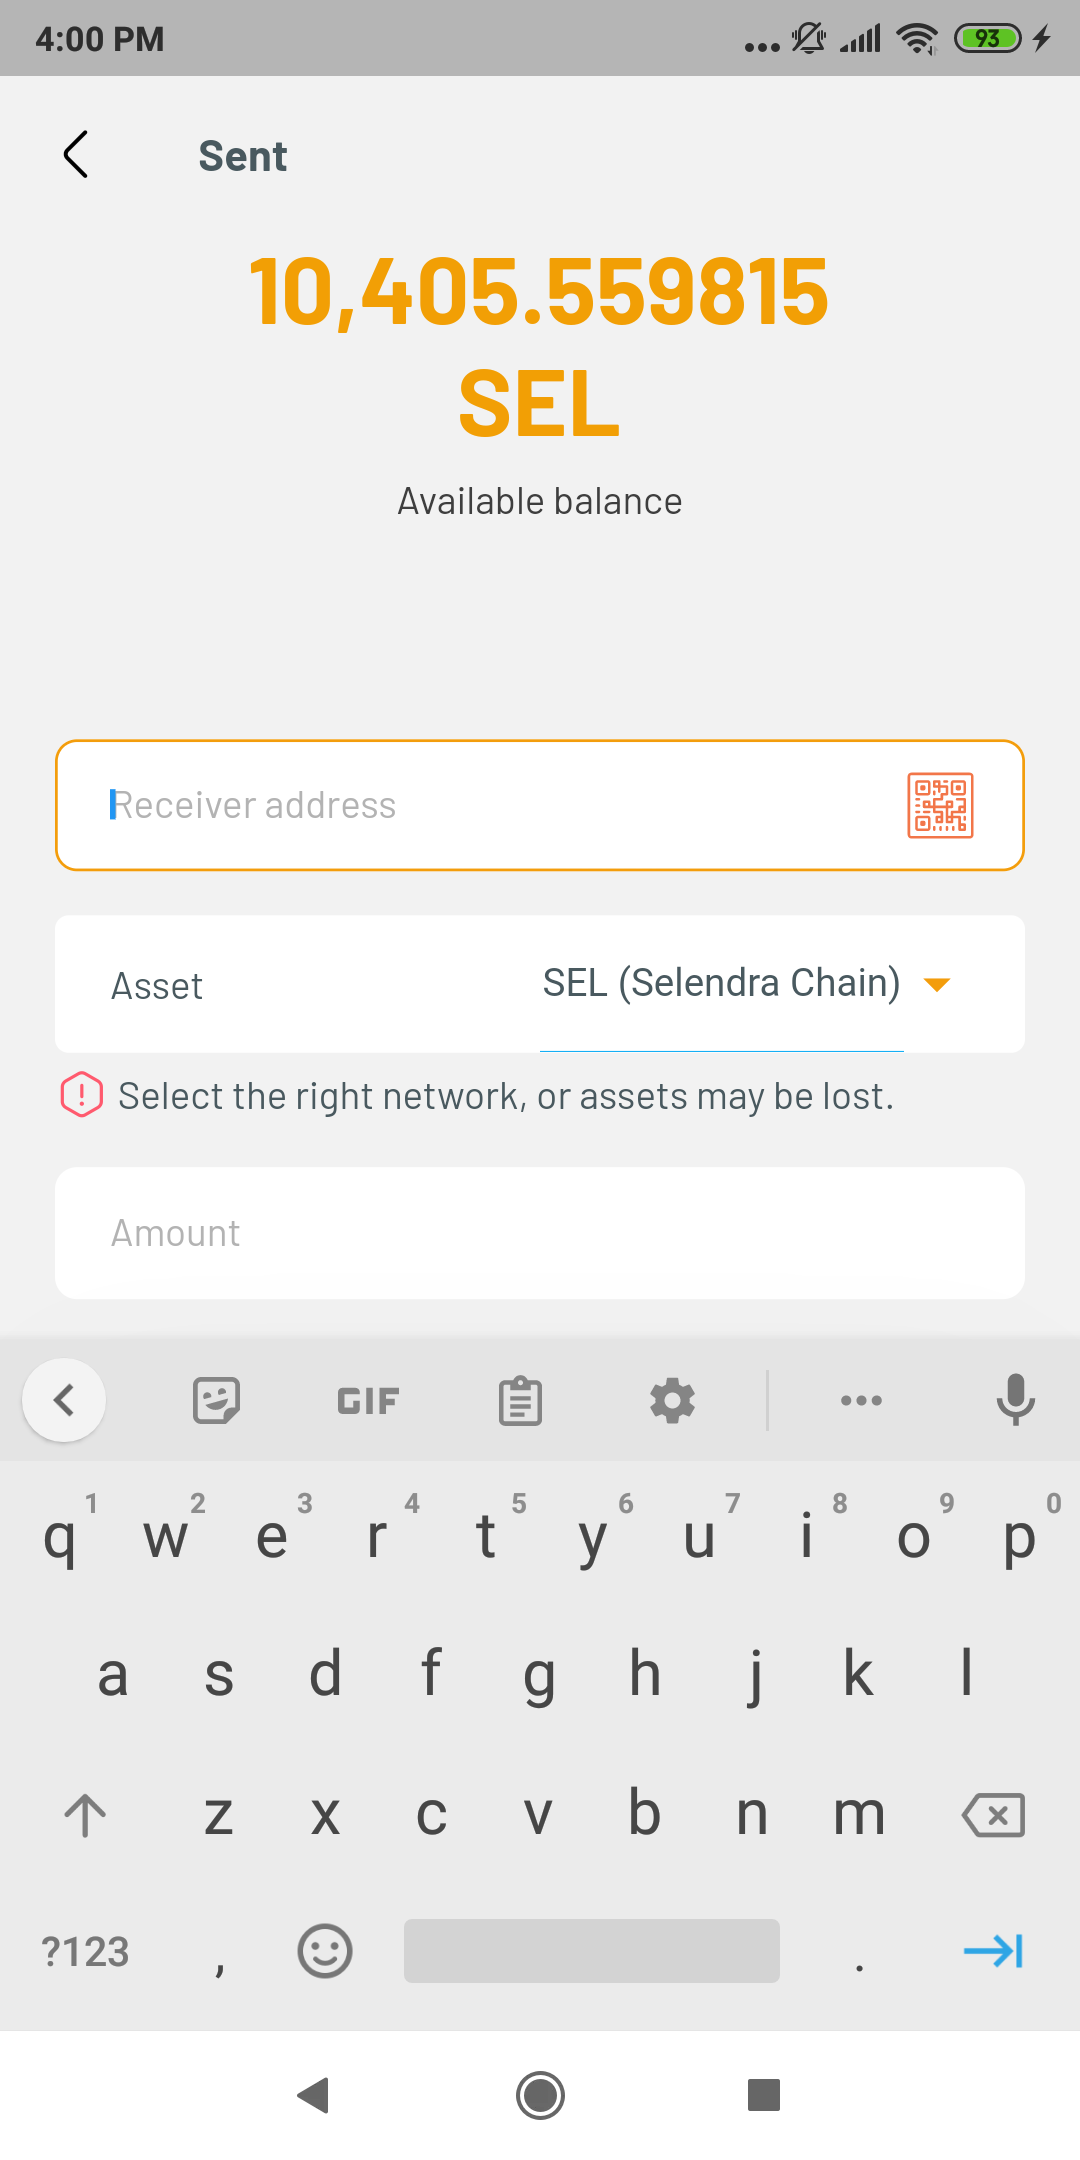 4:00 PM 93
Sent
10,405.559815
SEL
Available balance
Receiver address
Asset SEL (Selendra Chain)
Select the right network, or assets may be lost.
Amount
GIF
q 1 w 2 e 3 r 4 t 5 y 6 u 7 i 8 o 9 p 0
a s d f g h j k l
z x c v b n m
?123 , .